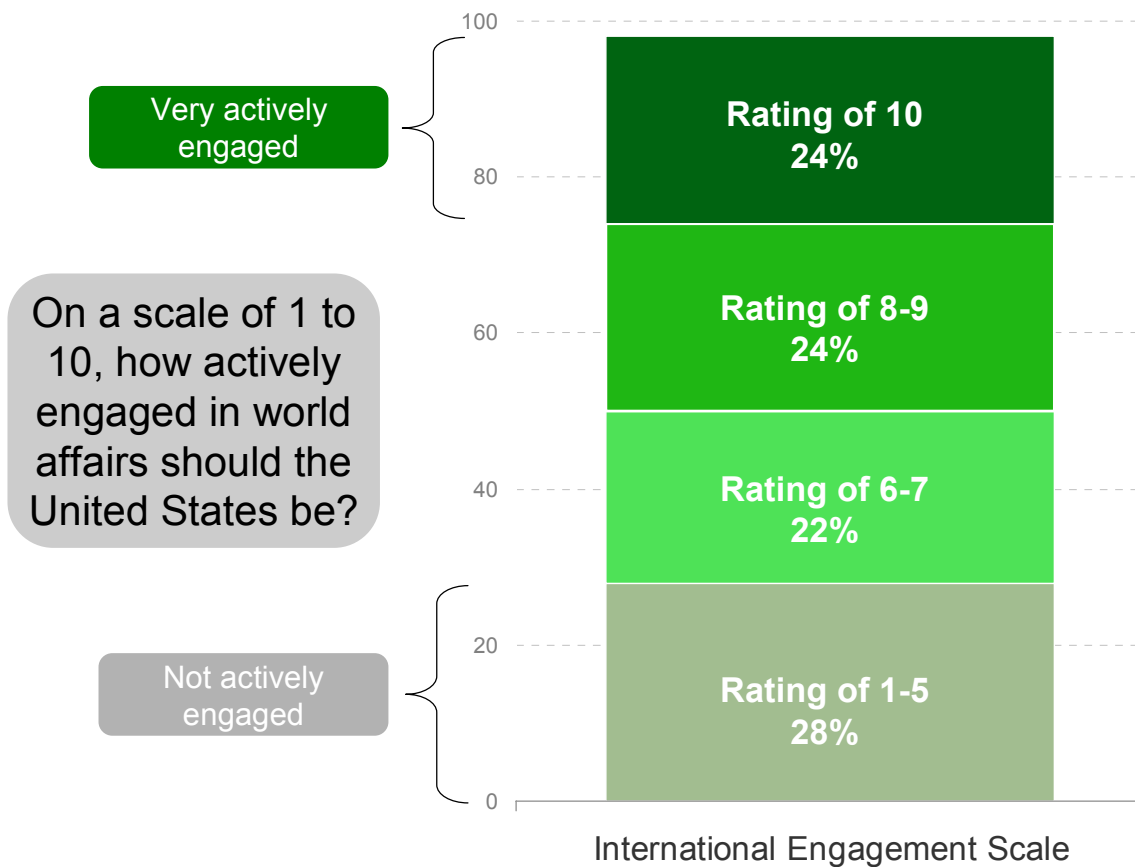 100
Very actively
engaged
Rating of 10
24%
80
On a scale of 1 to
10, how actively
engaged in world
affairs should the
United States be?
Rating of 8-9
24%
60
Rating of 6-7
22%
40
20
Not actively
engaged
Rating of 1-5
28%
0
International Engagement Scale